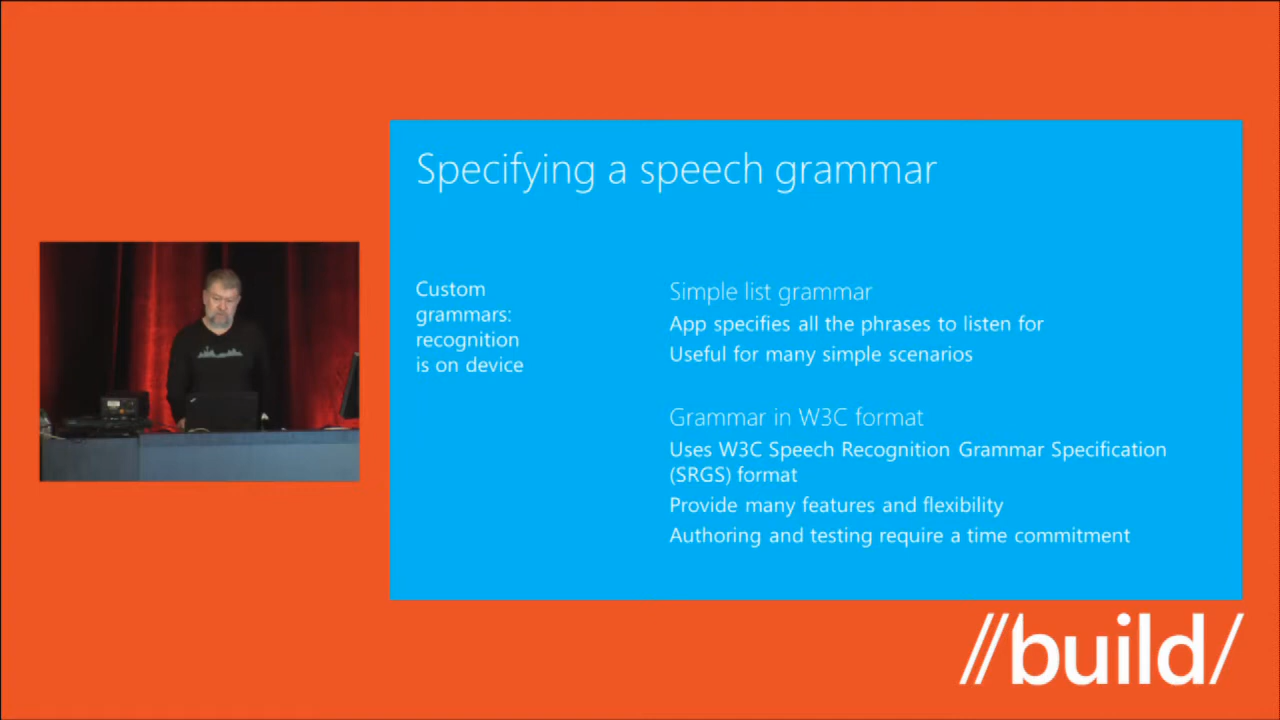 Specifying a speech grammar
Custom
grammars:
recognition
is on device
Simple list grammar
App specifies all the phrases to listen for
Useful for many simple scenarios
Grammar in W3C format
Uses W3C Speech Recognition Grammar Specification
(SRGS) format
Provide many features and flexibility
Authoring and testing require a time commitment
//build/